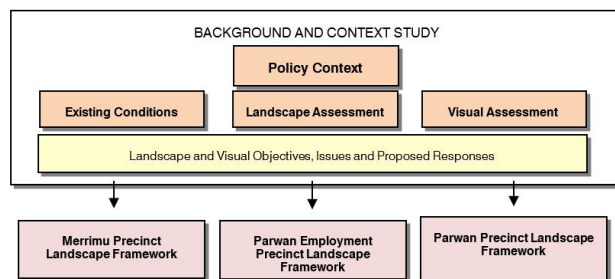 BACKGROUND AND CONTEXT STUDY
Policy Context
Existing Conditions
Landscape Assessment
Visual Assessment
Landscape and Visual Objectives, Issues and Proposed Responses
Merrimu Precinct
Landscape Framework
Parwan Employment
Precinct Landscape
Framework
Parwan Precinct Landscape
Framework